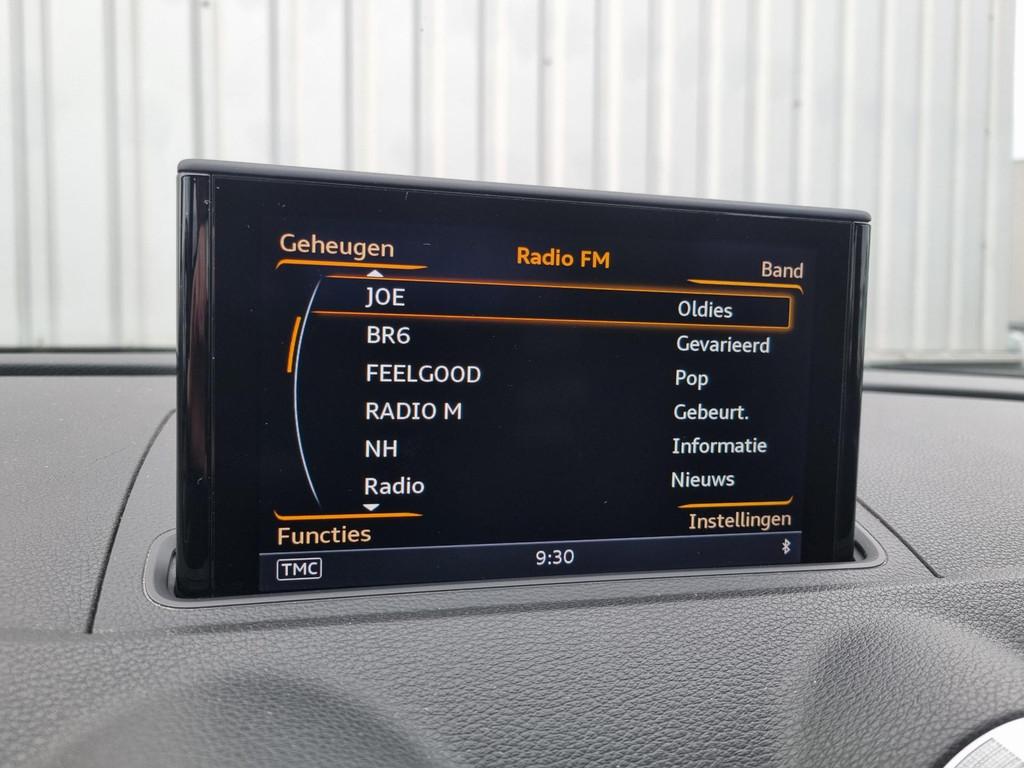 Geheugen Radio FM Band
JOE Oldies
BR6 Gevarieerd
FEELGOOD Pop
RADIO M Gebeurt.
NH Informatie
Radio Nieuws
Functies Instellingen
TMC 9:30